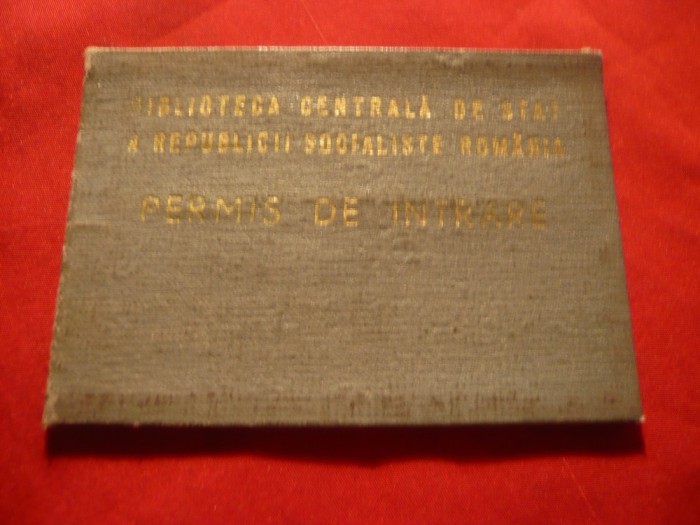 BIBLIOTECA CENTRALĂ DE STAT
A REPUBLICII SOCIALISTE ROMÂNIA
PERMIS DE INTRARE